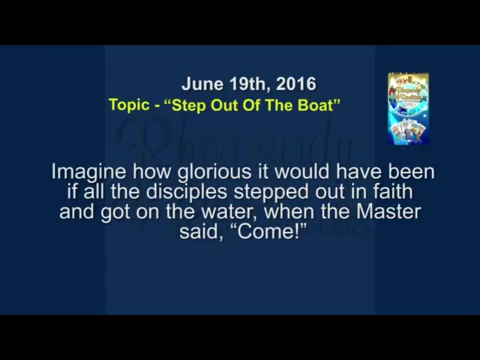 June 19th, 2016
Topic - “Step Out Of The Boat”
Rhapsody
Imagine how glorious it would have been
if all the disciples stepped out in faith
and got on the water, when the Master
said, “Come!”